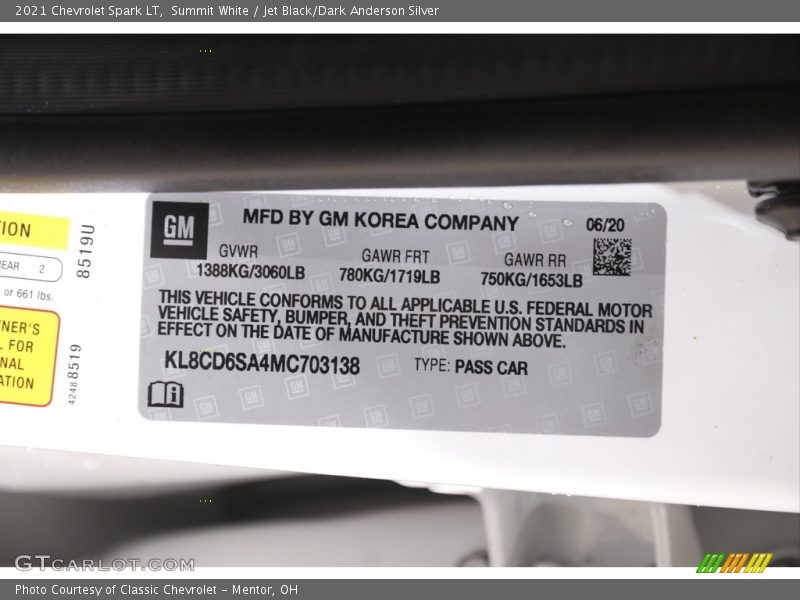 2021 Chevrolet Spark LT, Summit White / Jet Black/Dark Anderson Silver
GM
MFD BY GM KOREA COMPANY
06/20
GVWR
GAWR FRT
GAWR RR
1388KG/3060LB
780KG/1719LB
750KG/1653LB
THIS VEHICLE CONFORMS TO ALL APPLICABLE U.S. FEDERAL MOTOR
VEHICLE SAFETY, BUMPER, AND THEFT PREVENTION STANDARDS IN
EFFECT ON THE DATE OF MANUFACTURE SHOWN ABOVE.
KL8CD6SA4MC703138
TYPE: PASS CAR
TION
REAR 2
or 661 lbs.
8519U
NER'S
L FOR
NAL
ATION
42488519
GTCARLOT.COM
Photo Courtesy of Classic Chevrolet - Mentor, OH